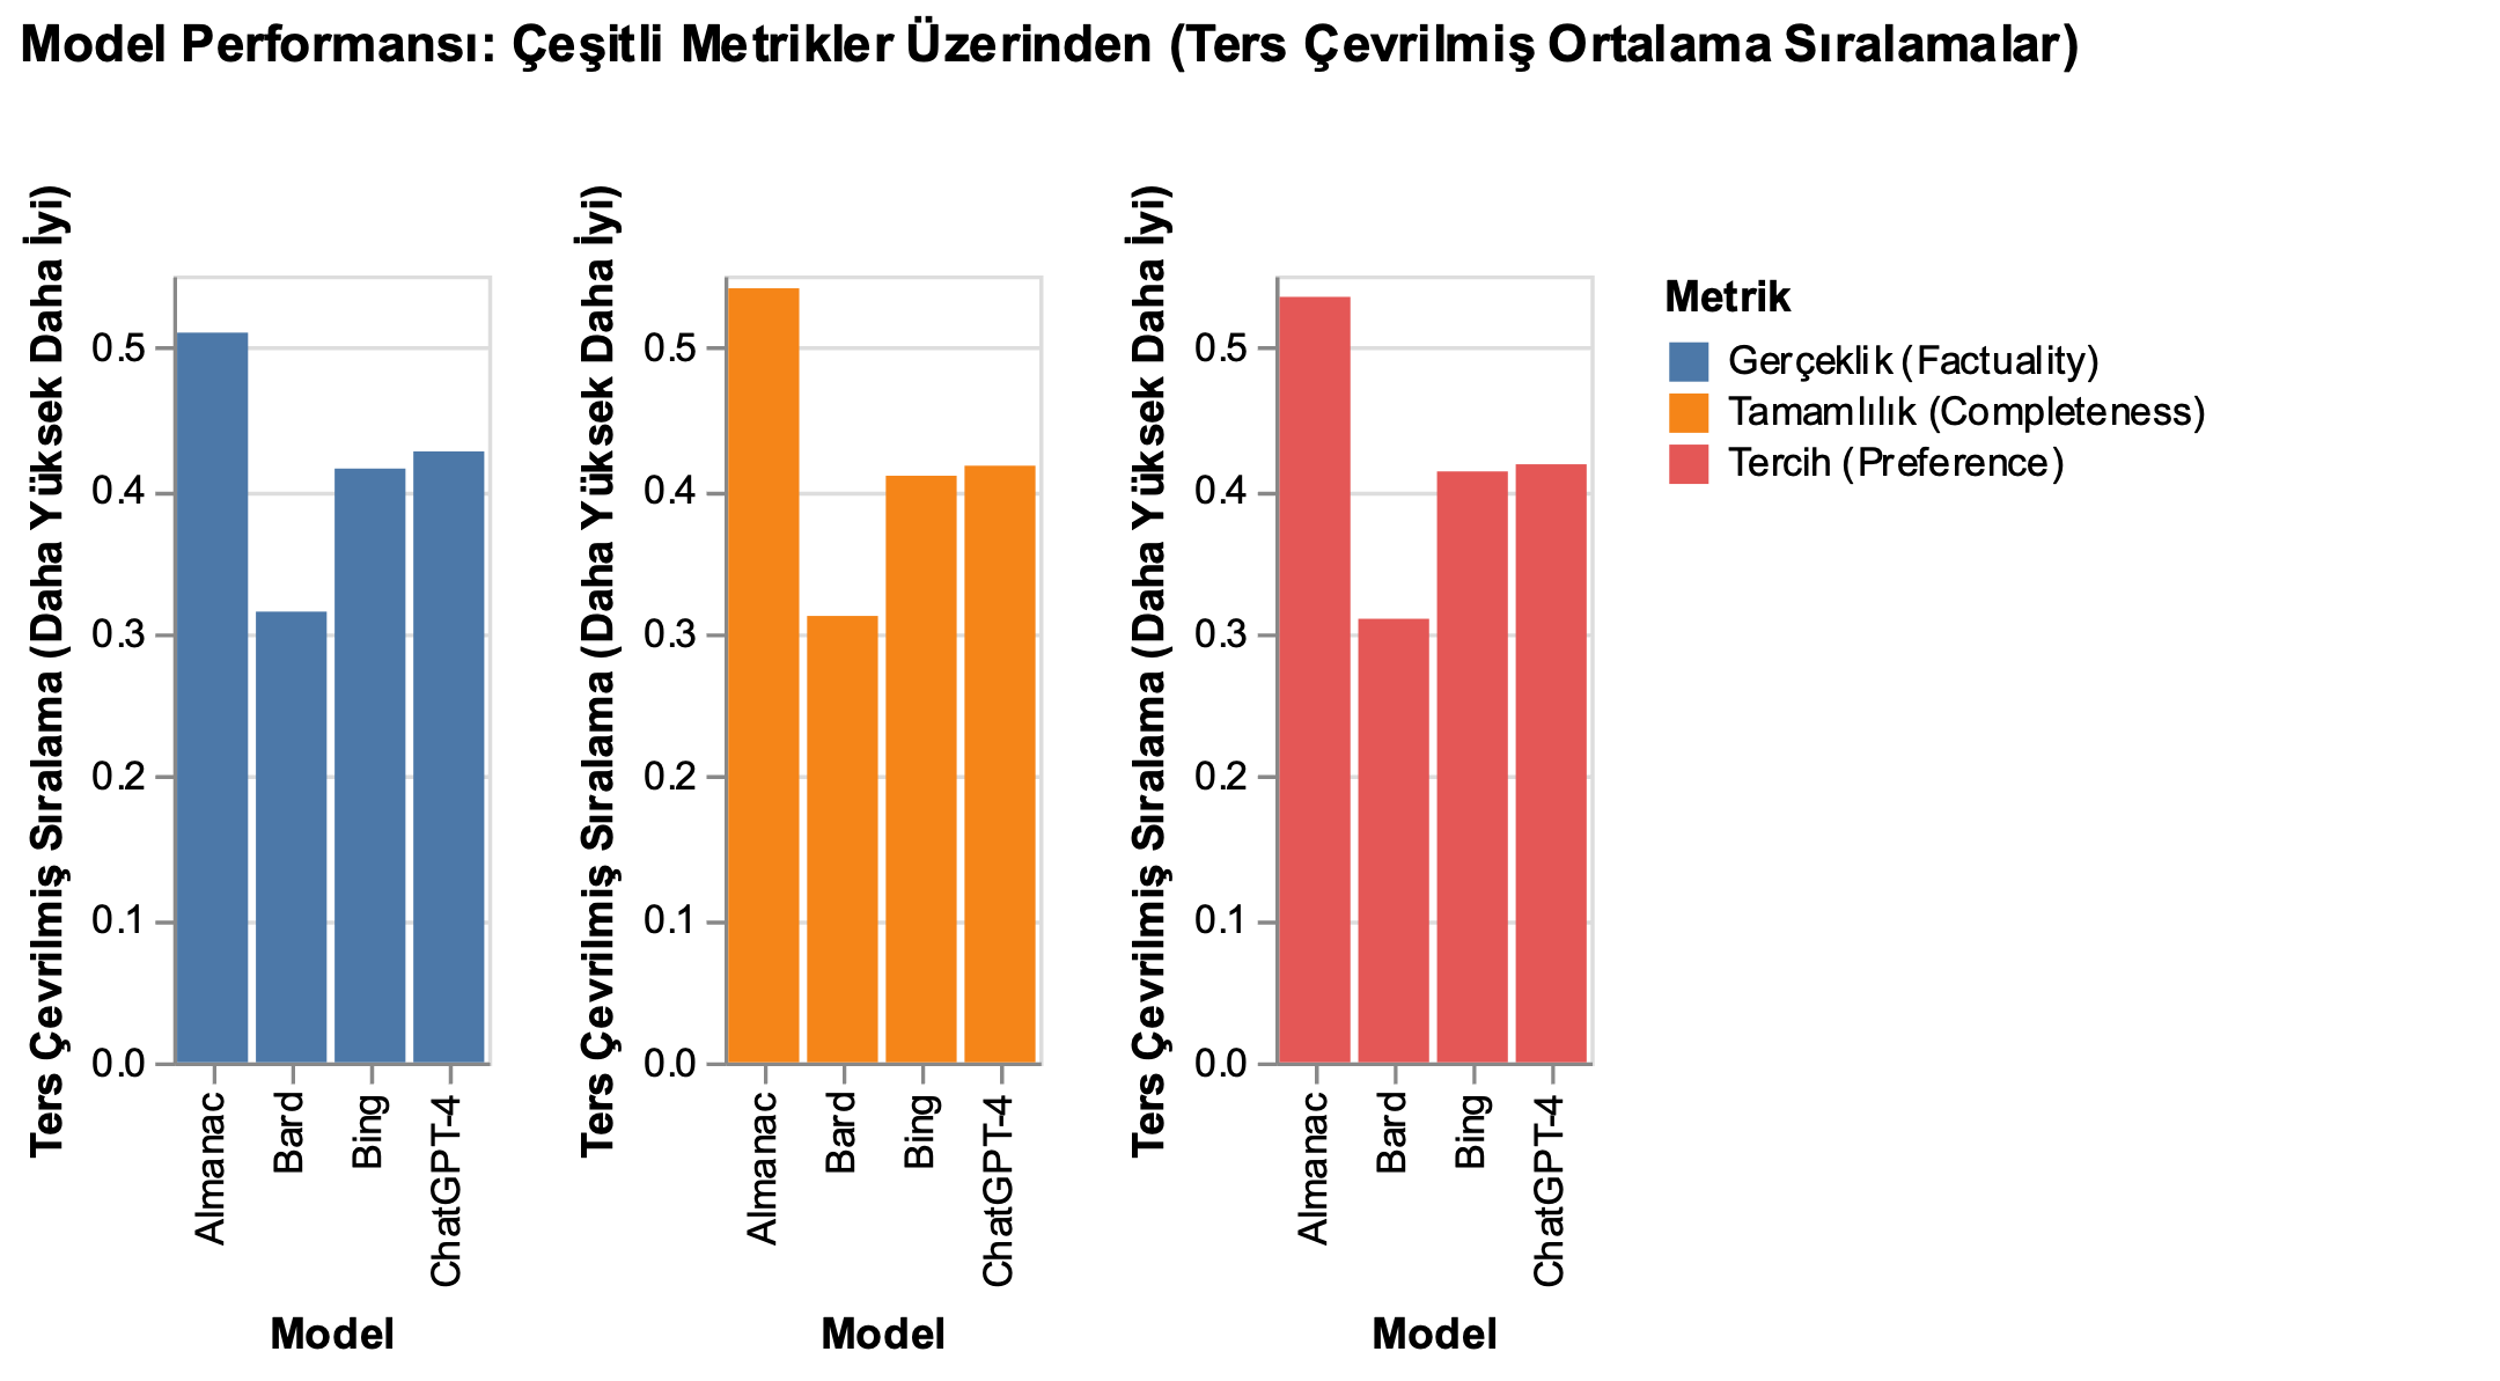 Model Performansı: Çeşitli Metrikler Üzerinden (Ters Çevrilmiş Ortalama Sıralamalar)
Ters Çevrilmiş Sıralama (Daha Yüksek Daha İyi)
0.5
0.4
0.3
0.2
0.1
0.0
Almanac
Bard
Bing
ChatGPT-4
Model
Ters Çevrilmiş Sıralama (Daha Yüksek Daha İyi)
0.5
0.4
0.3
0.2
0.1
0.0
Almanac
Bard
Bing
ChatGPT-4
Model
Ters Çevrilmiş Sıralama (Daha Yüksek Daha İyi)
0.5
0.4
0.3
0.2
0.1
0.0
Almanac
Bard
Bing
ChatGPT-4
Model
Metrik
Gerçeklik (Factuality)
Tamamlılık (Completeness)
Tercih (Preference)